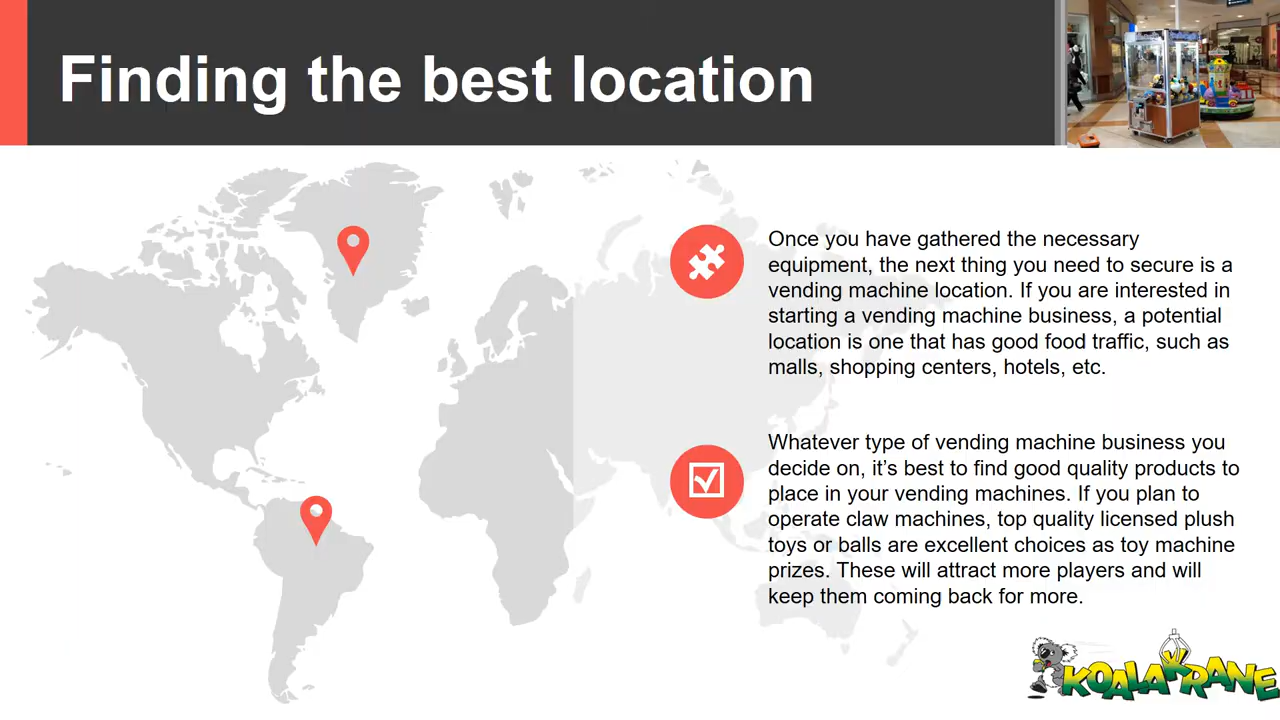 Finding the best location
Once you have gathered the necessary
equipment, the next thing you need to secure is a
vending machine location. If you are interested in
starting a vending machine business, a potential
location is one that has good food traffic, such as
malls, shopping centers, hotels, etc.
Whatever type of vending machine business you
decide on, it’s best to find good quality products to
place in your vending machines. If you plan to
operate claw machines, top quality licensed plush
toys or balls are excellent choices as toy machine
prizes. These will attract more players and will
keep them coming back for more.
KOALA KRANE